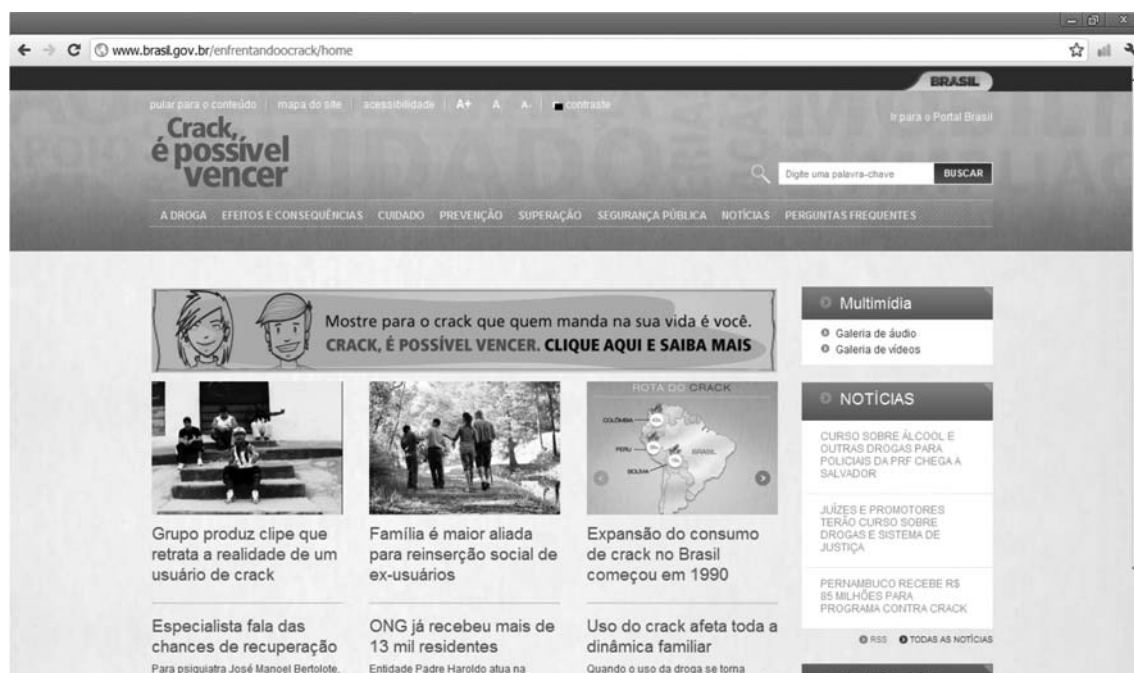 www.brasil.gov.br/enfrentandoocrack/home
BRASIL
pular para o conteúdo | mapa do site | acessibilidade | A+ A A- | contraste
Ir para o Portal Brasil
Crack,
é possível
vencer
Digite uma palavra-chave
BUSCAR
A DROGA EFEITOS E CONSEQUÊNCIAS CUIDADO PREVENÇÃO SUPERAÇÃO SEGURANÇA PÚBLICA NOTÍCIAS PERGUNTAS FREQUENTES
Mostre para o crack que quem manda na sua vida é você.
CRACK, É POSSÍVEL VENCER. CLIQUE AQUI E SAIBA MAIS
ROTA DO CRACK
COLÔMBIA
PERU
BOLÍVIA
BRASIL
Grupo produz clipe que
retrata a realidade de um
usuário de crack
Família é maior aliada
para reinserção social de
ex-usuários
Expansão do consumo
de crack no Brasil
começou em 1990
Especialista fala das
chances de recuperação
Para psiquiatra José Manoel Bertolote,
ONG já recebeu mais de
13 mil residentes
Entidade Padre Haroldo atua na
Uso do crack afeta toda a
dinâmica familiar
Quando o uso da droga se torna
Multimídia
Galeria de áudio
Galeria de vídeos
NOTÍCIAS
CURSO SOBRE ÁLCOOL E
OUTRAS DROGAS PARA
POLICIAIS DA PRF CHEGA A
SALVADOR
JUÍZES E PROMOTORES
TERÃO CURSO SOBRE
DROGAS E SISTEMA DE
JUSTIÇA
PERNAMBUCO RECEBE R$
85 MILHÕES PARA
PROGRAMA CONTRA CRACK
RSS TODAS AS NOTÍCIAS